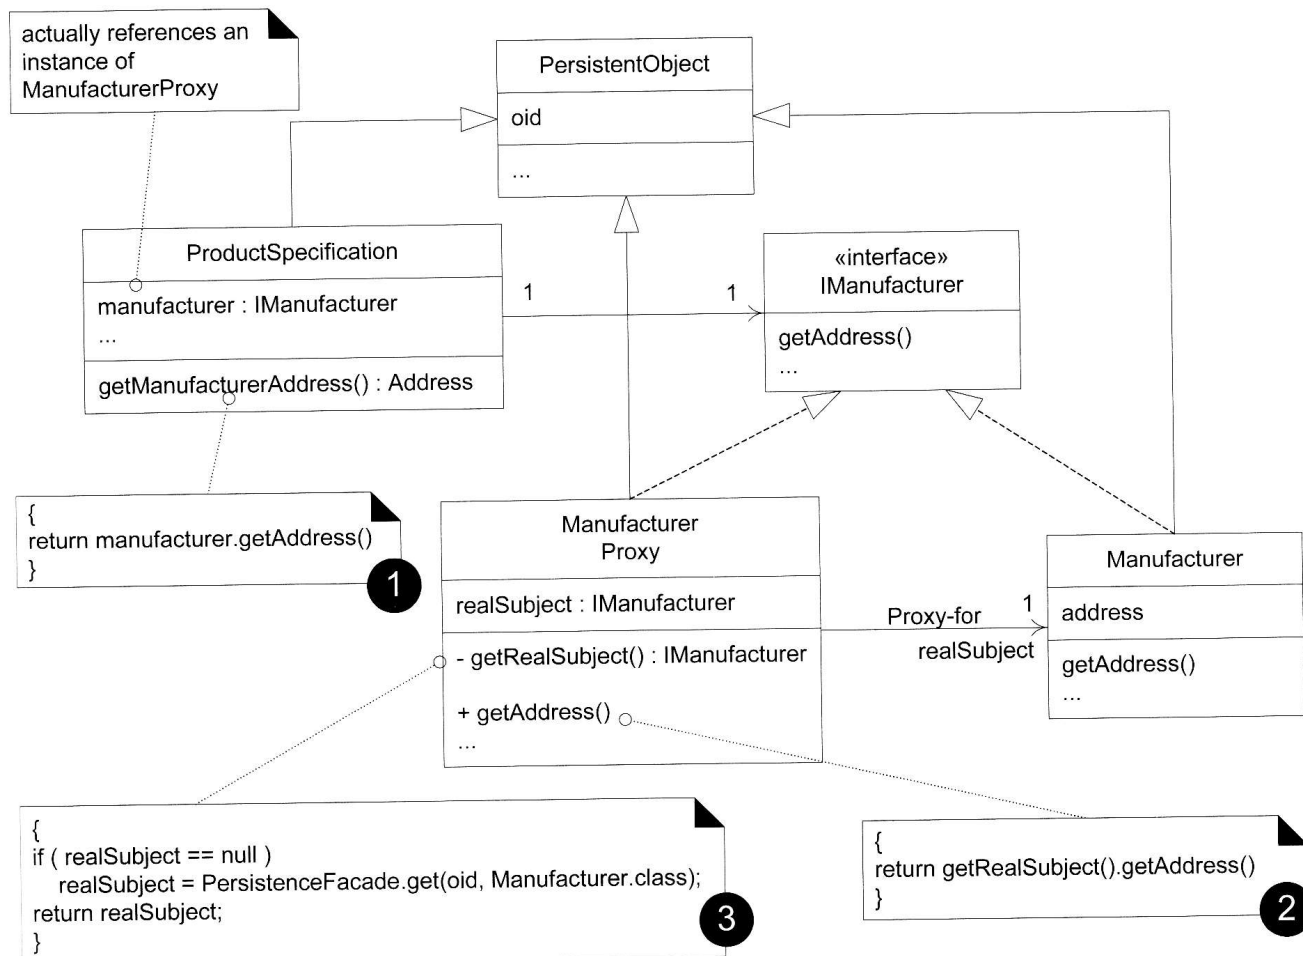 actually references an
instance of
ManufacturerProxy
PersistentObject
oid
...
ProductSpecification
manufacturer : IManufacturer
...
getManufacturerAddress() : Address
1
1
«interface»
IManufacturer
getAddress()
...
{
return manufacturer.getAddress()
}
1
Manufacturer
Proxy
realSubject : IManufacturer
- getRealSubject() : IManufacturer
+ getAddress()
...
Proxy-for
1
realSubject
Manufacturer
address
getAddress()
...
{
if ( realSubject == null )
realSubject = PersistenceFacade.get(oid, Manufacturer.class);
return realSubject;
}
3
{
return getRealSubject().getAddress()
}
2